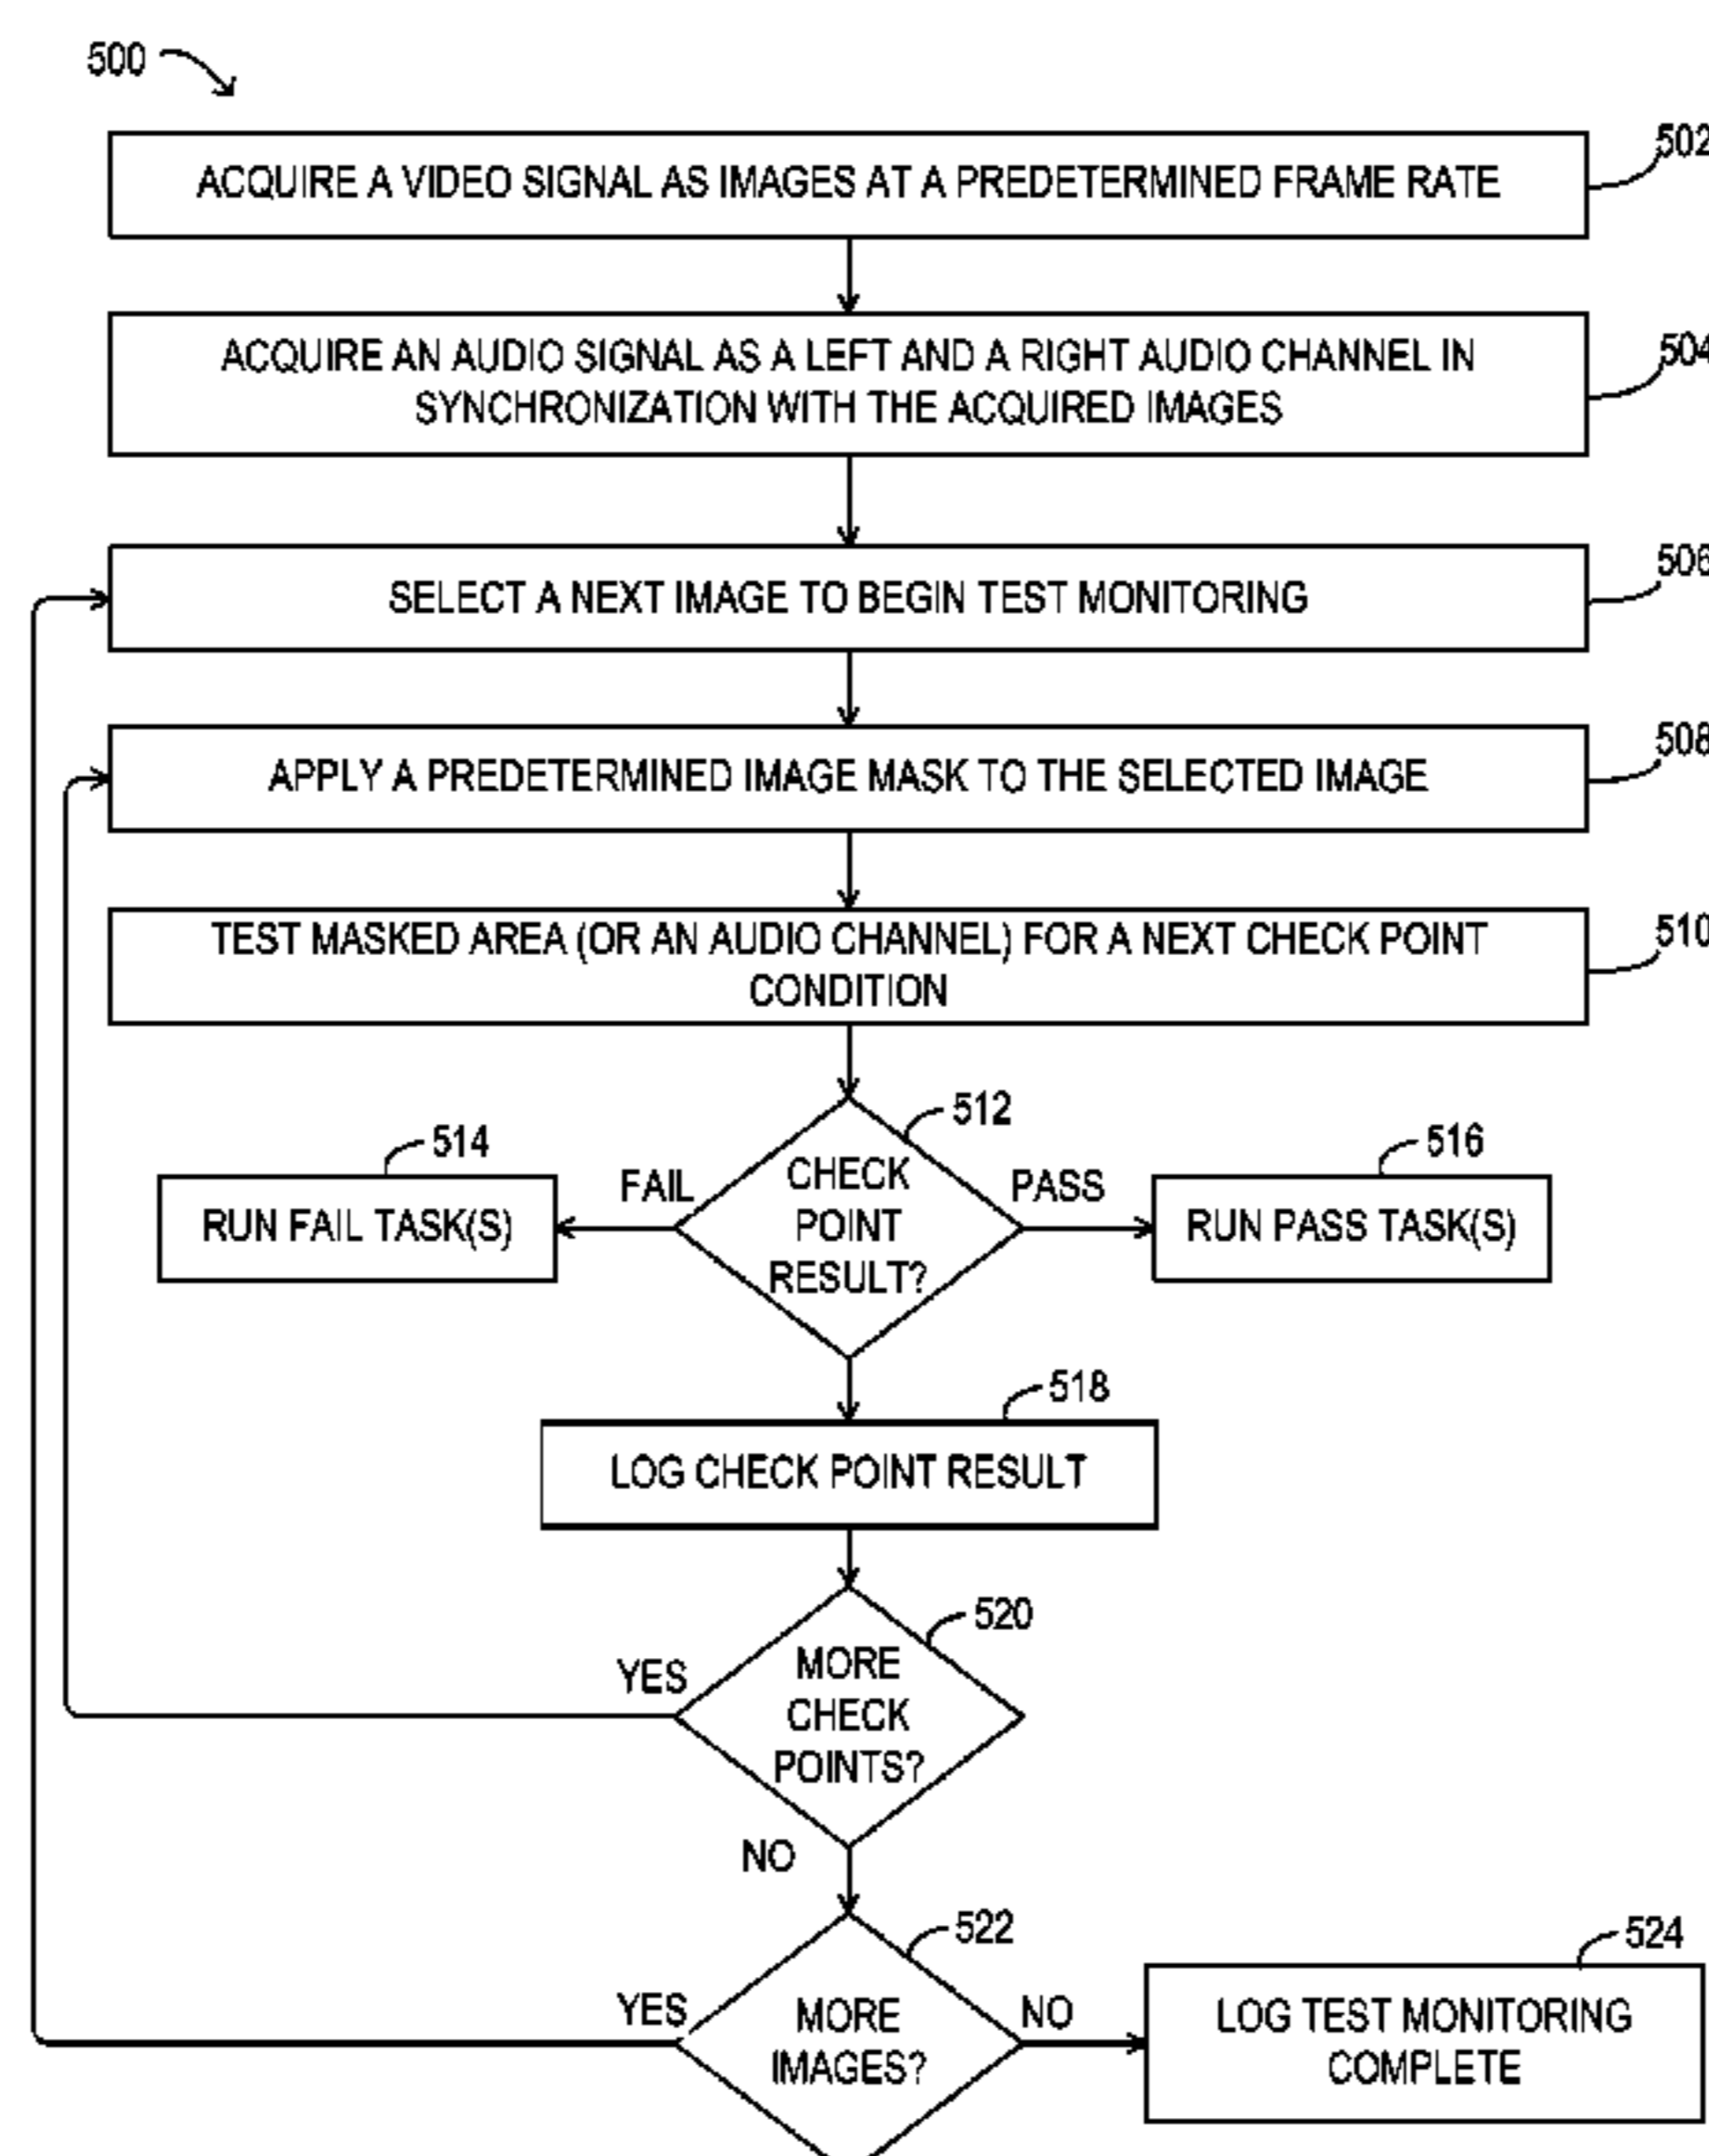 500
ACQUIRE A VIDEO SIGNAL AS IMAGES AT A PREDETERMINED FRAME RATE
502
ACQUIRE AN AUDIO SIGNAL AS A LEFT AND A RIGHT AUDIO CHANNEL IN
SYNCHRONIZATION WITH THE ACQUIRED IMAGES
504
SELECT A NEXT IMAGE TO BEGIN TEST MONITORING
506
APPLY A PREDETERMINED IMAGE MASK TO THE SELECTED IMAGE
508
TEST MASKED AREA (OR AN AUDIO CHANNEL) FOR A NEXT CHECK POINT
CONDITION
510
512
CHECK
POINT
RESULT?
FAIL
514
RUN FAIL TASK(S)
PASS
516
RUN PASS TASK(S)
518
LOG CHECK POINT RESULT
520
MORE
CHECK
POINTS?
YES
NO
522
MORE
IMAGES?
YES
NO
524
LOG TEST MONITORING
COMPLETE